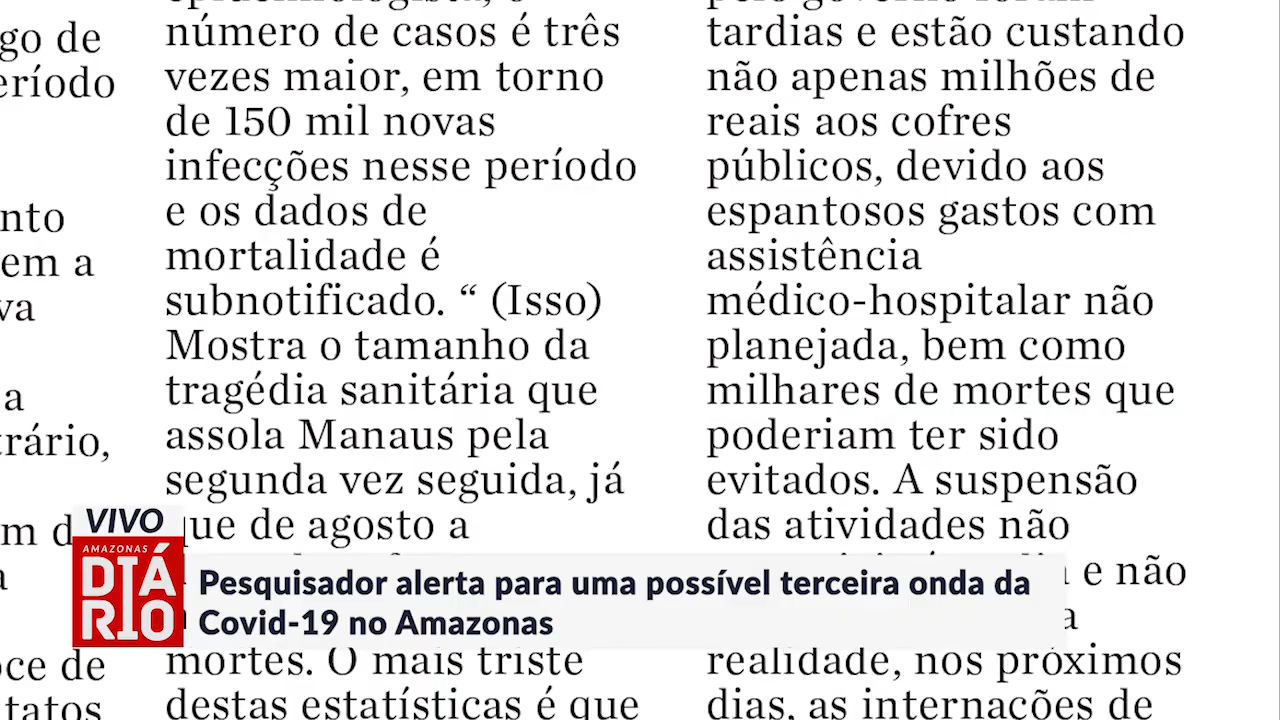 go de
eríodo
nto
em a
va
a
trário,
m d
a
oce de
tatos
número de casos é três
vezes maior, em torno
de 150 mil novas
infecções nesse período
e os dados de
mortalidade é
subnotificado. “ (Isso)
Mostra o tamanho da
tragédia sanitária que
assola Manaus pela
segunda vez seguida, já
que de agosto a
mortes. O mais triste
destas estatísticas é que
tardias e estão custando
não apenas milhões de
reais aos cofres
públicos, devido aos
espantosos gastos com
assistência
médico-hospitalar não
planejada, bem como
milhares de mortes que
poderiam ter sido
evitados. A suspensão
das atividades não
e não
a
realidade, nos próximos
dias, as internações de
VIVO
AMAZONAS
DIÁ
RIO
Pesquisador alerta para uma possível terceira onda da
Covid-19 no Amazonas